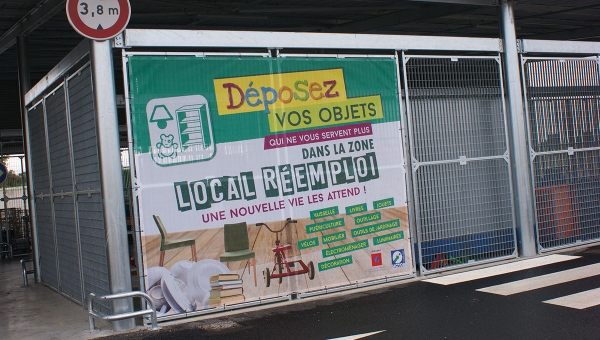 3,8 m
Déposez
VOS OBJETS
QUI NE VOUS SERVENT PLUS
DANS LA ZONE
LOCAL RÉEMPLOI
UNE NOUVELLE VIE LES ATTEND !
VAISSELLE LIVRES JOUETS
PUÉRICULTURE OUTILLAGE
VÉLOS MOBILIER OUTILS DE JARDINAGE
ÉLECTROMÉNAGER LUMINAIRES
DÉCORATION